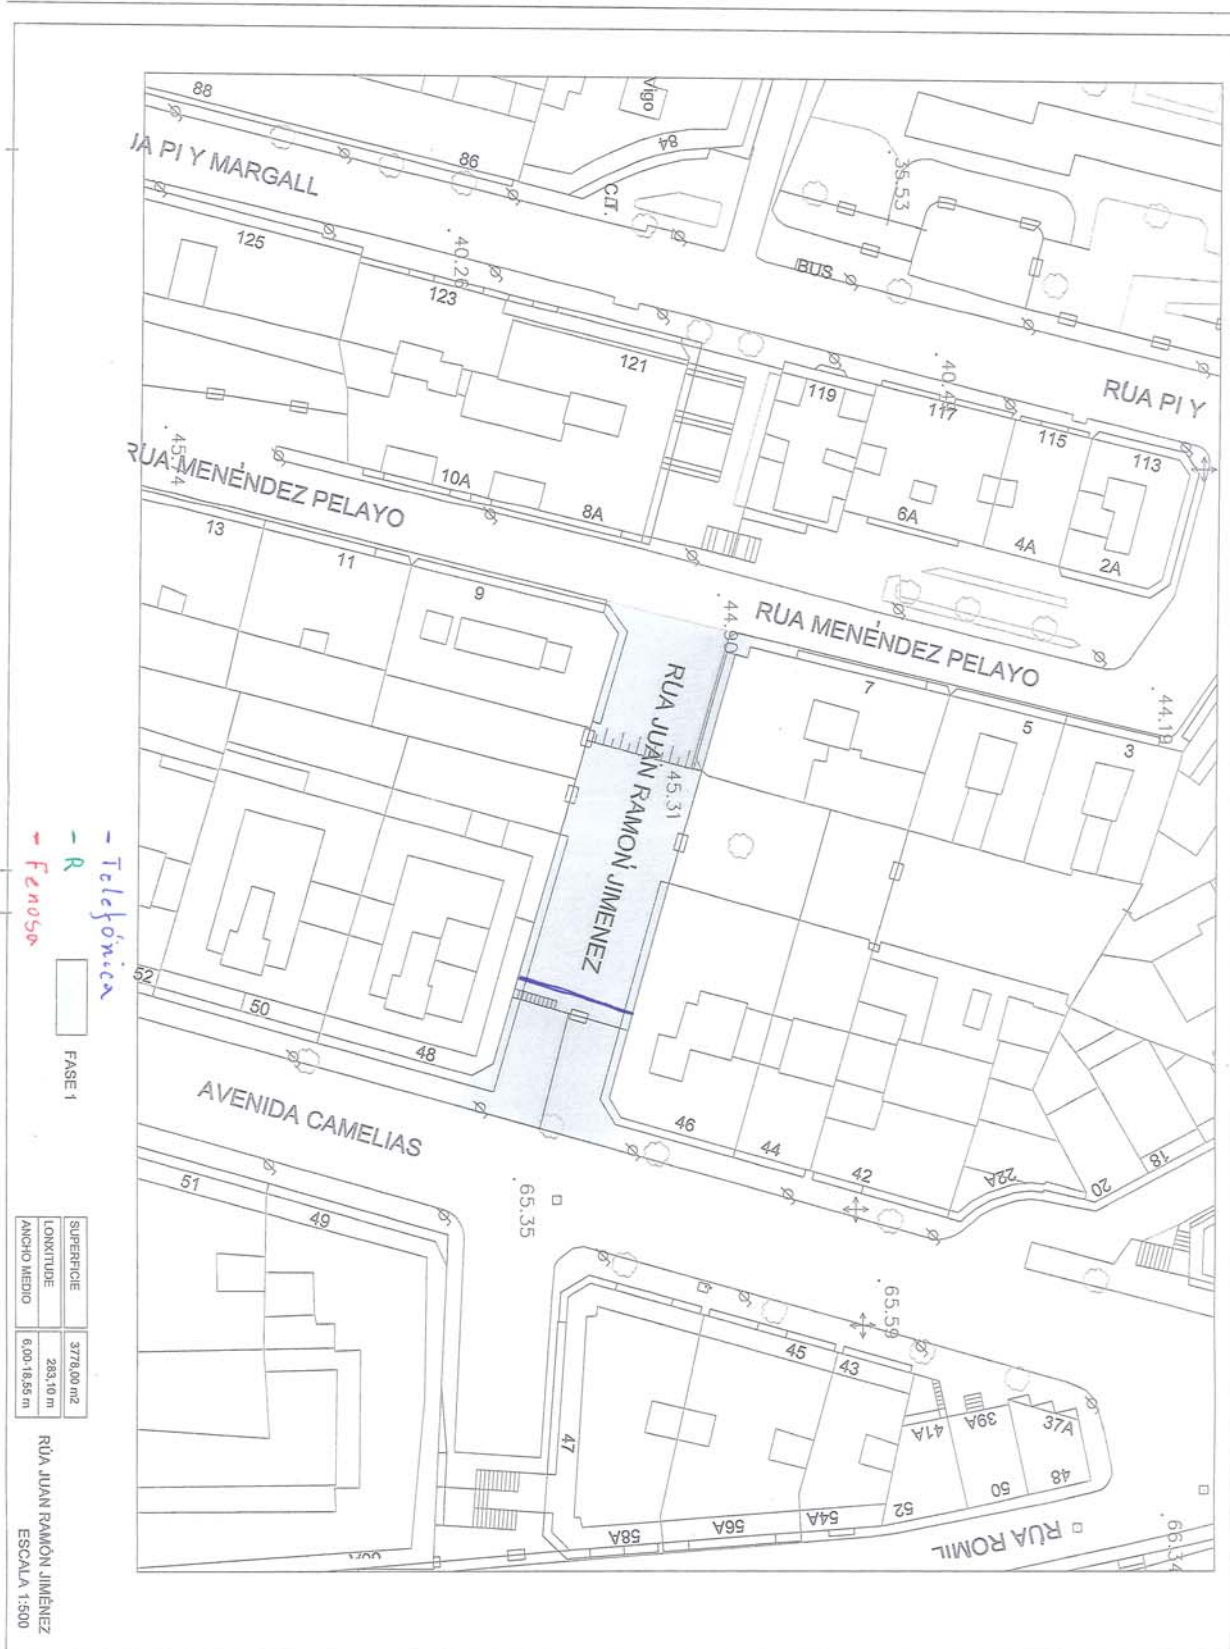 88
Vigo
84
86
RÚA PI Y MARGALL
C.T.
35.53
125
40.26
BUS
123
121
119
40.4
117
115
113
RÚA PI Y
45.
RÚA MENÉNDEZ PELAYO
10A
8A
6A
4A
2A
13
11
9
44.90
RÚA MENÉNDEZ PELAYO
7
5
3
44.19
RÚA JUAN RAMÓN JIMENEZ
45.31
52
50
48
AVENIDA CAMELIAS
46
44
42
22A
20
18
51
49
65.35
65.59
45
43
47
41A
39A
37A
48
50
52
54A
56A
58A
RÚA ROMIL
66.34
- Telefónica
- R
- Fenosa
FASE 1
SUPERFICIE 3778,00 m2
LONXITUDE 283,10 m
ANCHO MEDIO 6,00-18,55 m
RÚA JUAN RAMÓN JIMÉNEZ
ESCALA 1:500